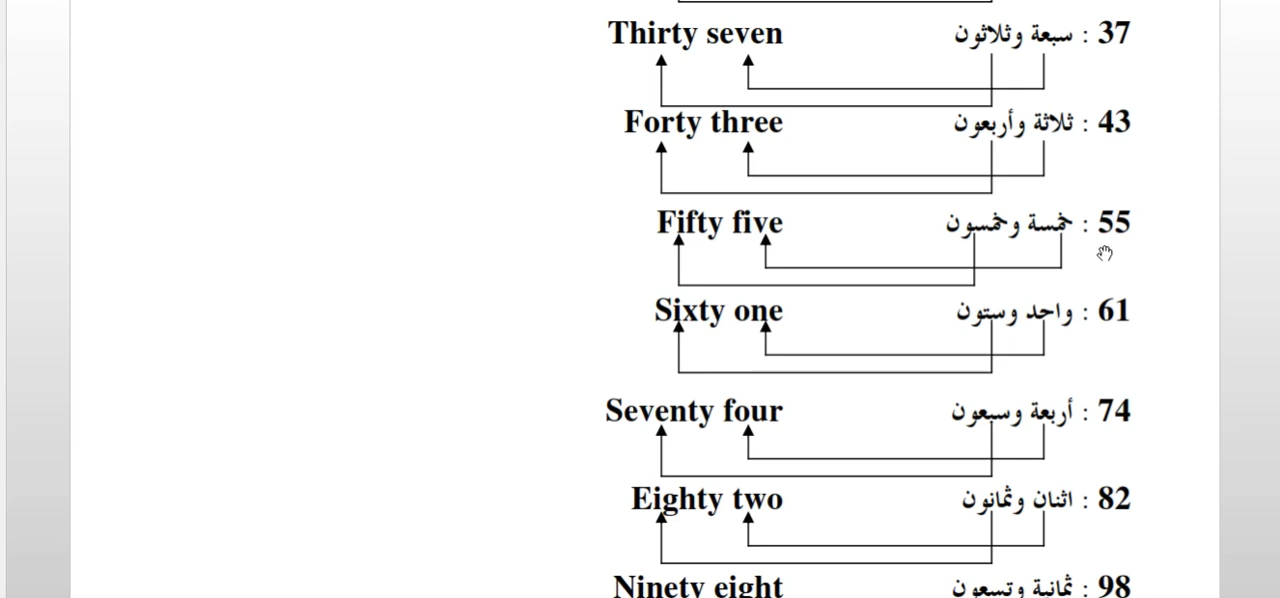 37 : سبعة وثلاثون Thirty seven
43 : ثلاثة وأربعون Forty three
55 : خمسة وخمسون Fifty five
61 : واحد وستون Sixty one
74 : أربعة وسبعون Seventy four
82 : اثنان وثمانون Eighty two
98 : ثمانية وتسعون Ninety eight